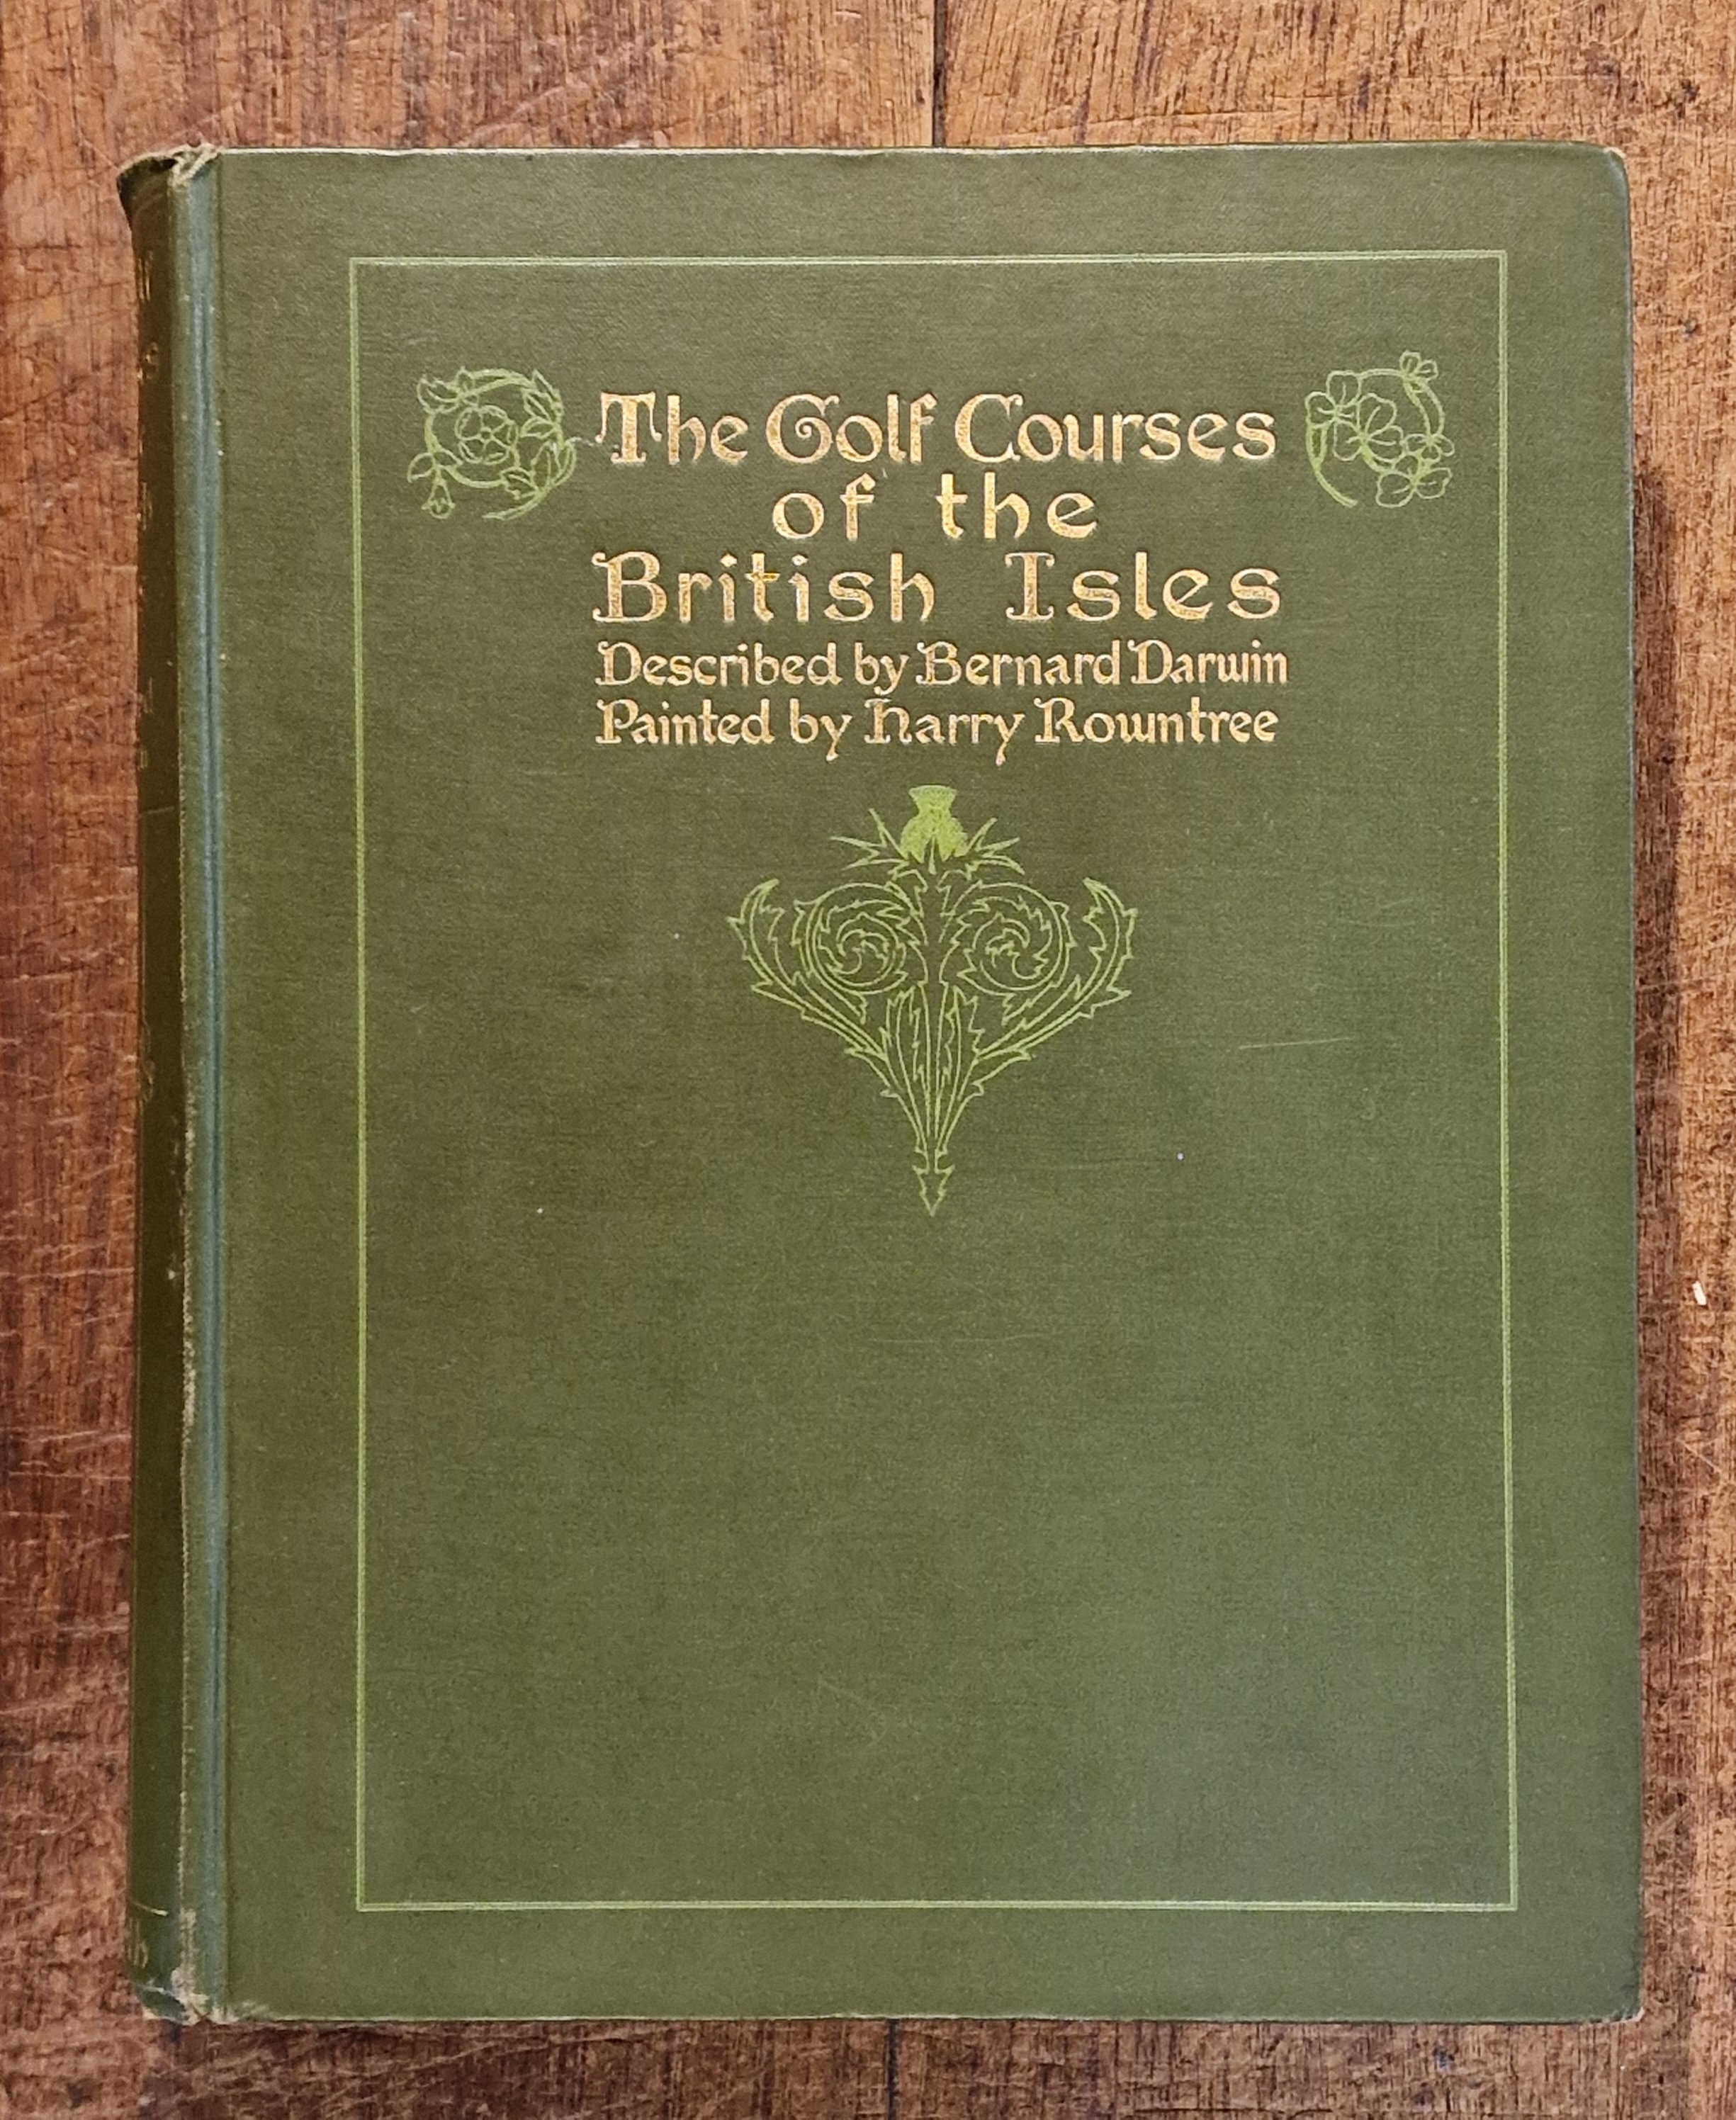 The Golf Courses
of the
British Isles
Described by Bernard Darwin
Painted by Harry Rowntree